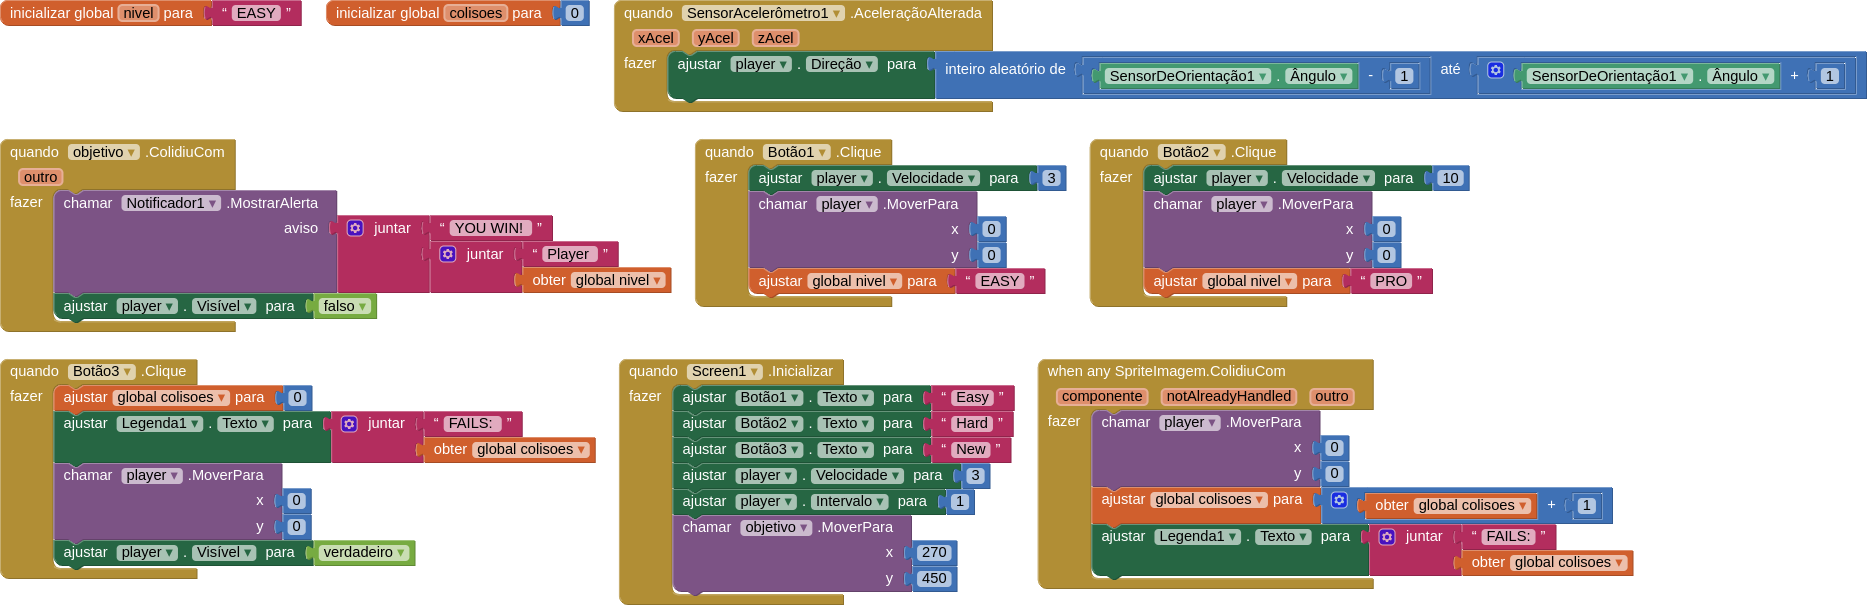 inicializar global nivel para “ EASY ”
inicializar global colisoes para 0
quando SensorAcelerômetro1 .AceleraçãoAlterada
xAcel yAcel zAcel
fazer ajustar player . Direção para inteiro aleatório de SensorDeOrientação1 . Ângulo - 1 até SensorDeOrientação1 . Ângulo + 1
quando objetivo .ColidiuCom
outro
fazer chamar Notificador1 .MostrarAlerta
aviso juntar “ YOU WIN! ”
juntar “ Player ”
obter global nivel
ajustar player . Visível para falso
quando Botão1 .Clique
fazer ajustar player . Velocidade para 3
chamar player .MoverPara
x 0
y 0
ajustar global nivel para “ EASY ”
quando Botão2 .Clique
fazer ajustar player . Velocidade para 10
chamar player .MoverPara
x 0
y 0
ajustar global nivel para “ PRO ”
quando Botão3 .Clique
fazer ajustar global colisoes para 0
ajustar Legenda1 . Texto para juntar “ FAILS: ”
obter global colisoes
chamar player .MoverPara
x 0
y 0
ajustar player . Visível para verdadeiro
quando Screen1 .Inicializar
fazer ajustar Botão1 . Texto para “ Easy ”
ajustar Botão2 . Texto para “ Hard ”
ajustar Botão3 . Texto para “ New ”
ajustar player . Velocidade para 3
ajustar player . Intervalo para 1
chamar objetivo .MoverPara
x 270
y 450
when any SpriteImagem.ColidiuCom
componente notAlreadyHandled outro
fazer chamar player .MoverPara
x 0
y 0
ajustar global colisoes para obter global colisoes + 1
ajustar Legenda1 . Texto para juntar “ FAILS: ”
obter global colisoes